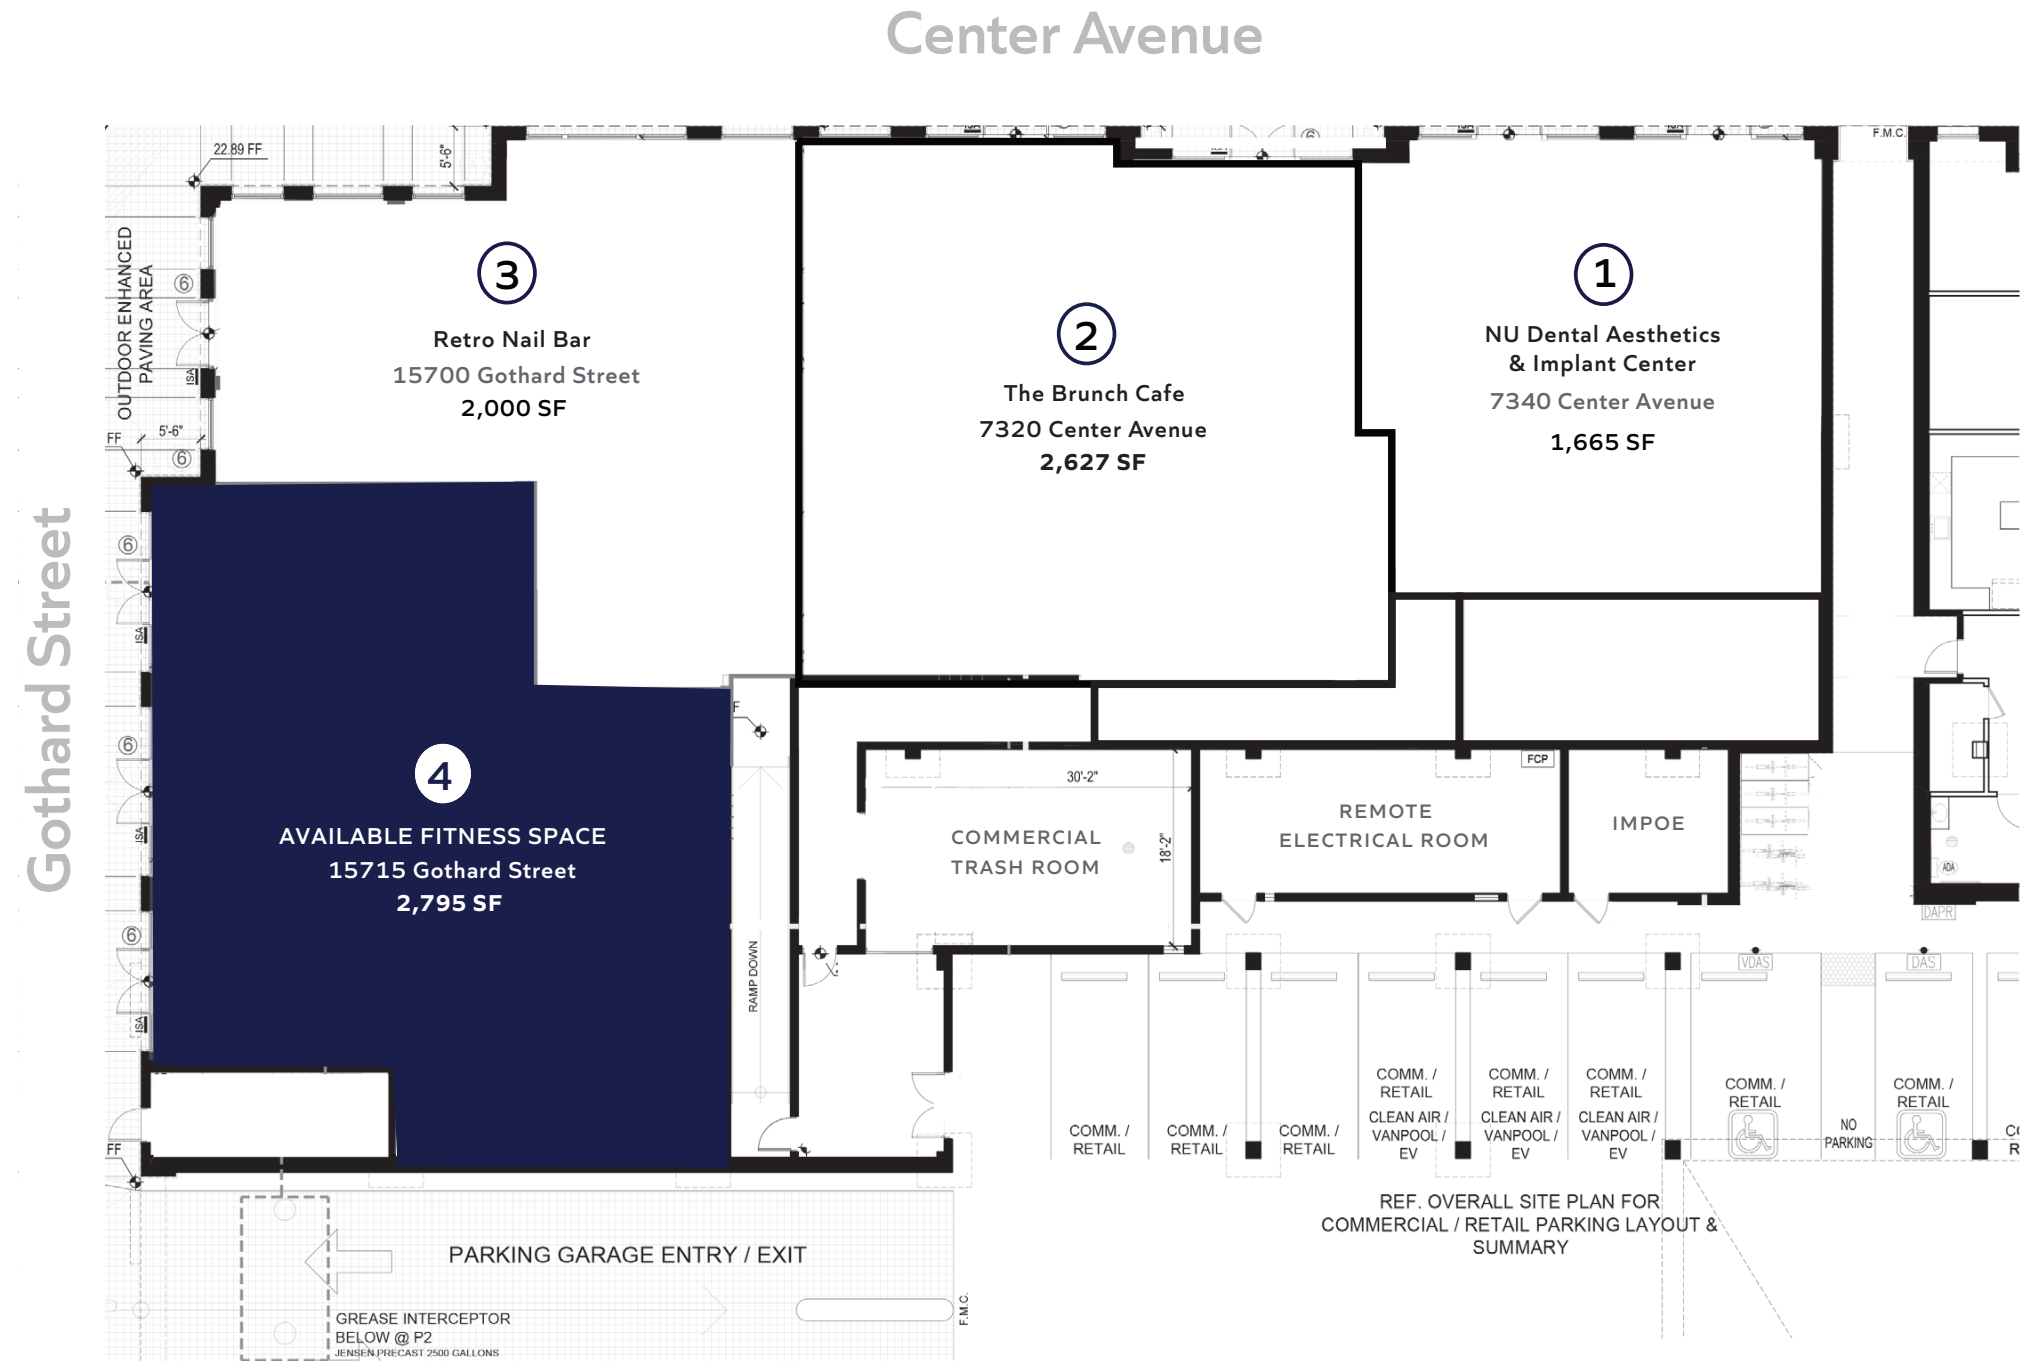 Center Avenue
Gothard Street
22.89 FF
5'-6"
F.M.C.
OUTDOOR ENHANCED
PAVING AREA
6
ISA
FF
5'-6"
6
3
Retro Nail Bar
15700 Gothard Street
2,000 SF
2
The Brunch Cafe
7320 Center Avenue
2,627 SF
6
1
NU Dental Aesthetics
& Implant Center
7340 Center Avenue
1,665 SF
6
ISA
6
ISA
6
ISA
4
AVAILABLE FITNESS SPACE
15715 Gothard Street
2,795 SF
F
RAMP DOWN
30'-2"
18'-2"
COMMERCIAL
TRASH ROOM
REMOTE
ELECTRICAL ROOM
FCP
IMPOE
ADA
DAPR
VDAS
DAS
COMM. /
RETAIL
COMM. /
RETAIL
COMM. /
RETAIL
COMM. /
RETAIL
CLEAN AIR /
VANPOOL /
EV
COMM. /
RETAIL
CLEAN AIR /
VANPOOL /
EV
COMM. /
RETAIL
CLEAN AIR /
VANPOOL /
EV
COMM. /
RETAIL
NO
PARKING
COMM. /
RETAIL
FF
REF. OVERALL SITE PLAN FOR
COMMERCIAL / RETAIL PARKING LAYOUT &
SUMMARY
PARKING GARAGE ENTRY / EXIT
GREASE INTERCEPTOR
BELOW @ P2
JENSEN PRECAST 2500 GALLONS
F.M.C.